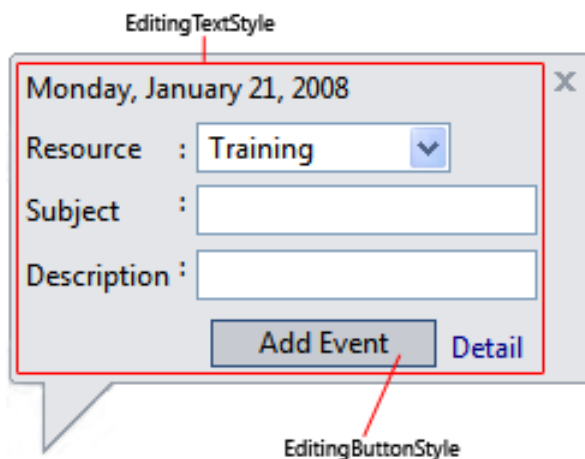 EditingTextStyle
Monday, January 21, 2008
Resource : Training
Subject :
Description :
Add Event Detail
EditingButtonStyle